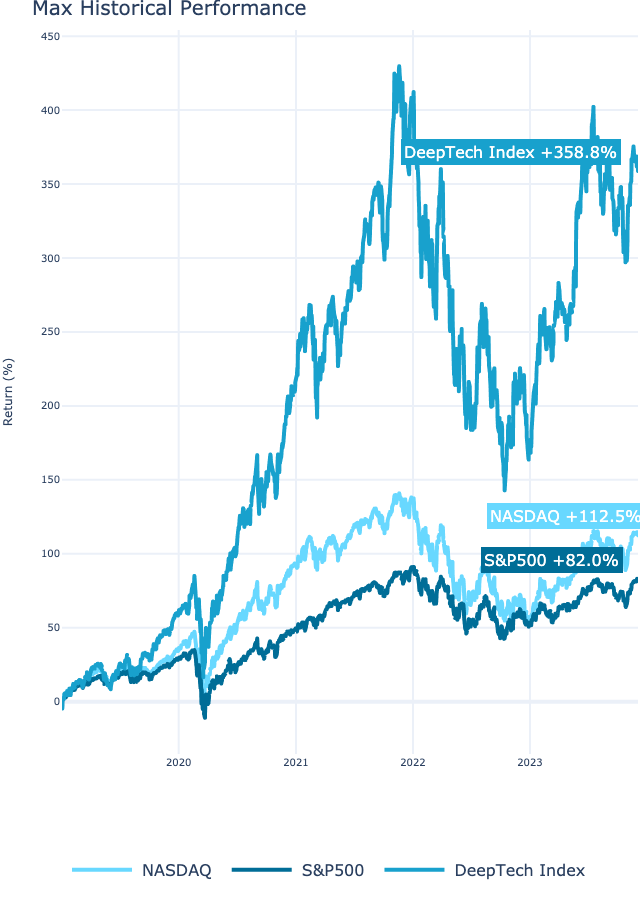 Max Historical Performance
450
400
DeepTech Index +358.8%
350
300
250
Return (%)
200
150
NASDAQ +112.5%
100
S&P500 +82.0%
50
0
2020 2021 2022 2023
NASDAQ S&P500 DeepTech Index